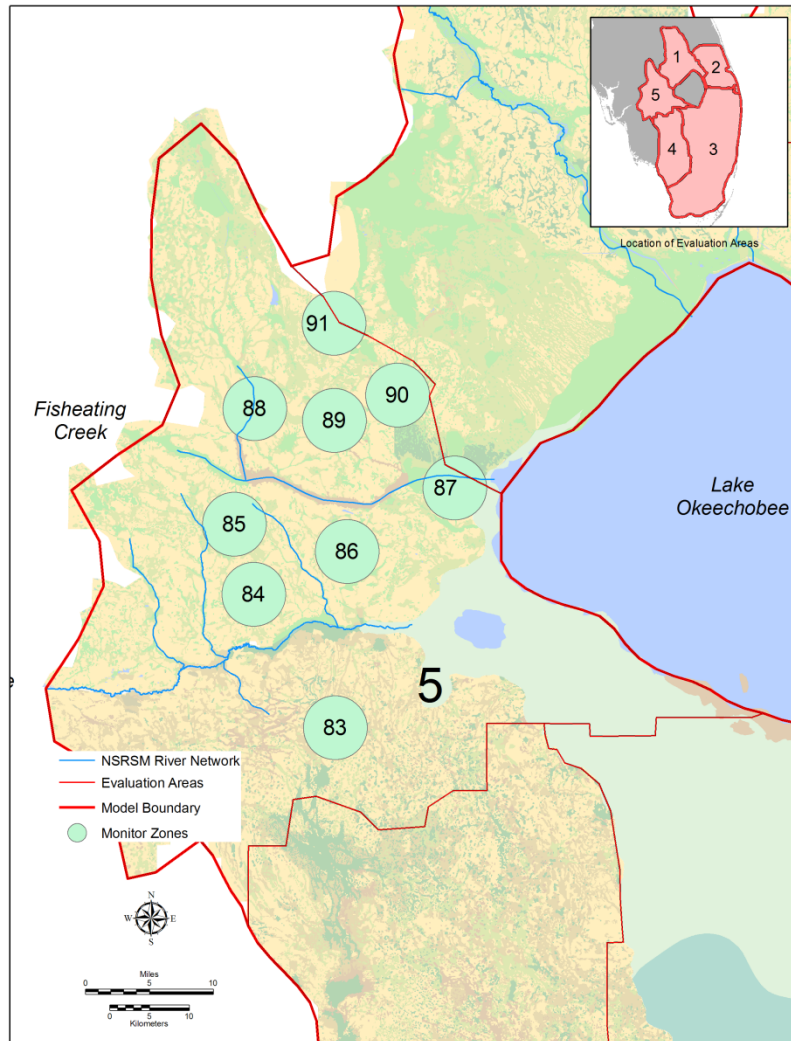 1
2
5
4
3
Location of Evaluation Areas
91
90
88
89
Fisheating
Creek
87
Lake
Okeechobee
85
86
84
5
83
NSRSM River Network
Evaluation Areas
Model Boundary
Monitor Zones
N
W
E
S
Miles
0
5
10
0
5
10
Kilometers